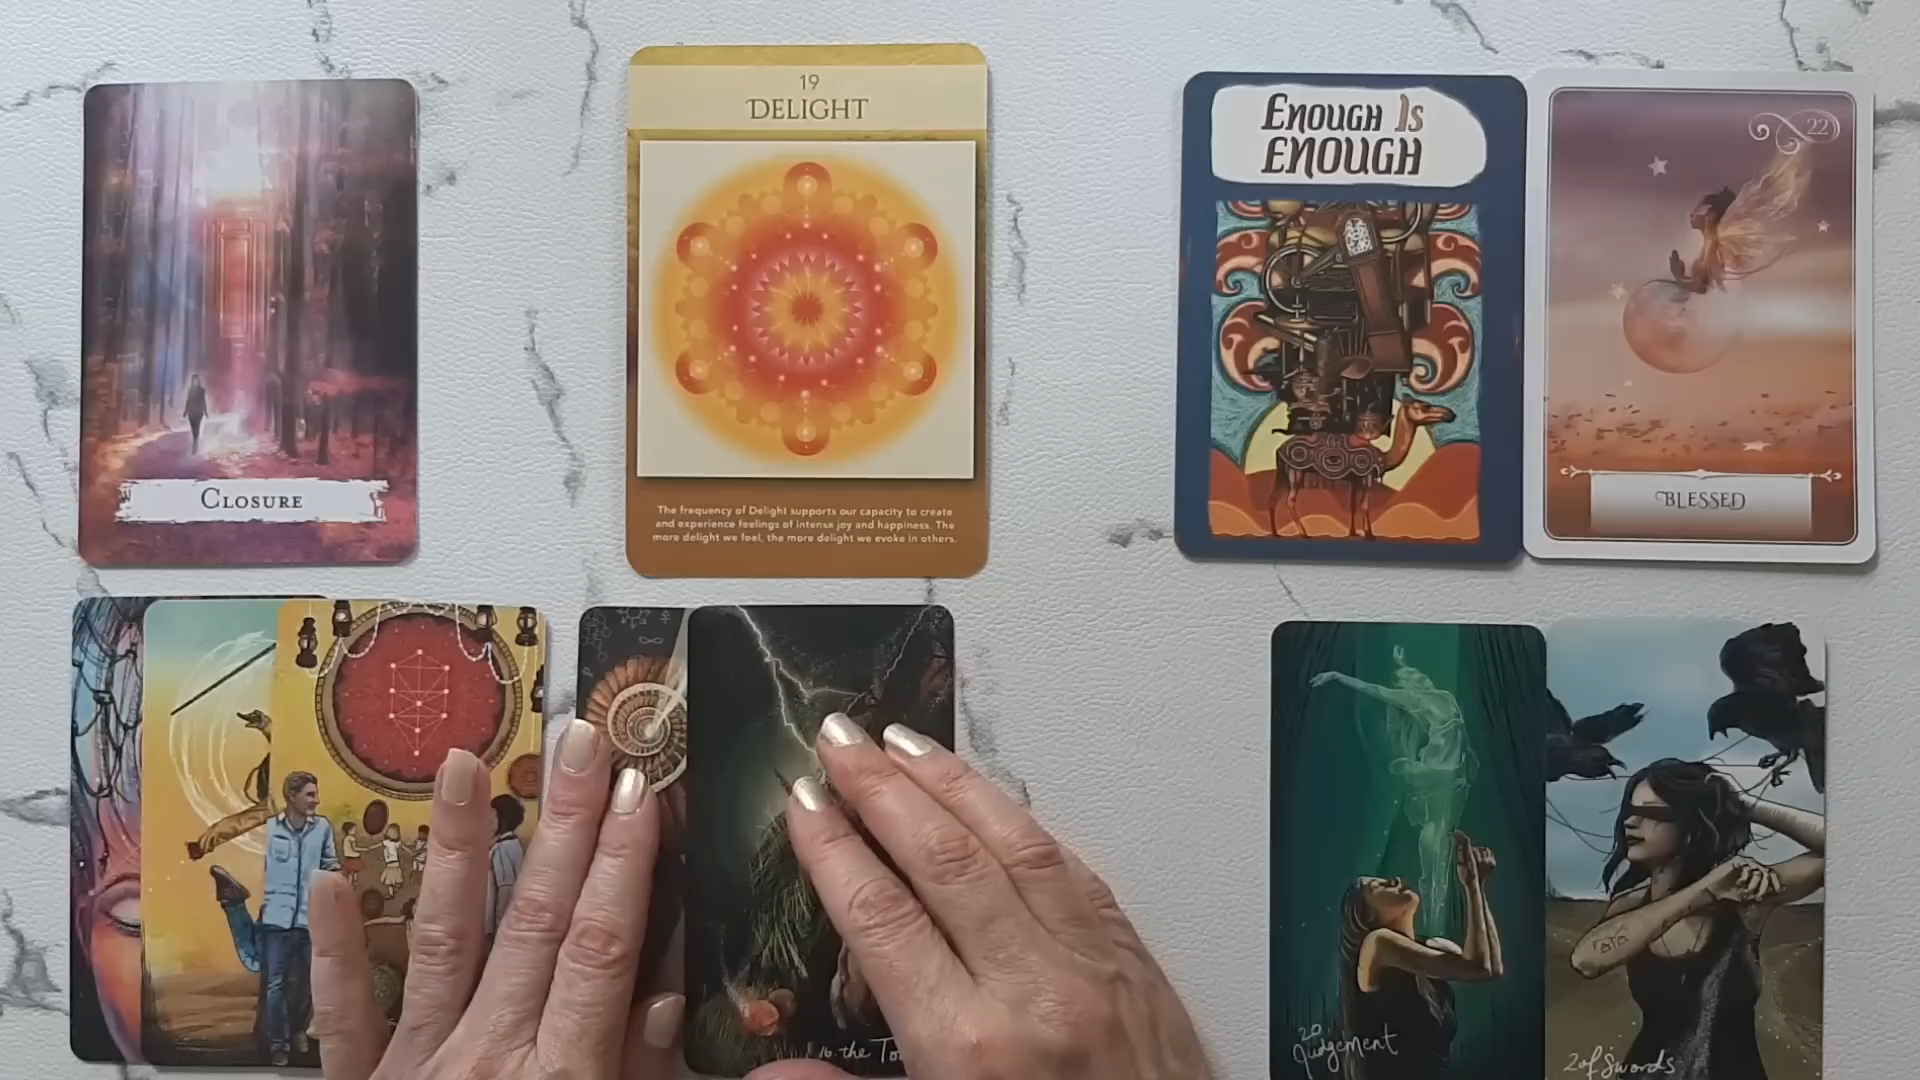 Closure
19
Delight
The frequency of Delight supports our capacity to create
and experience feelings of intense joy and happiness. The
more delight we feel, the more delight we evoke in others.
Enough Is
Enough
22
Blessed
16. the
20
Judgement
2 of Swords